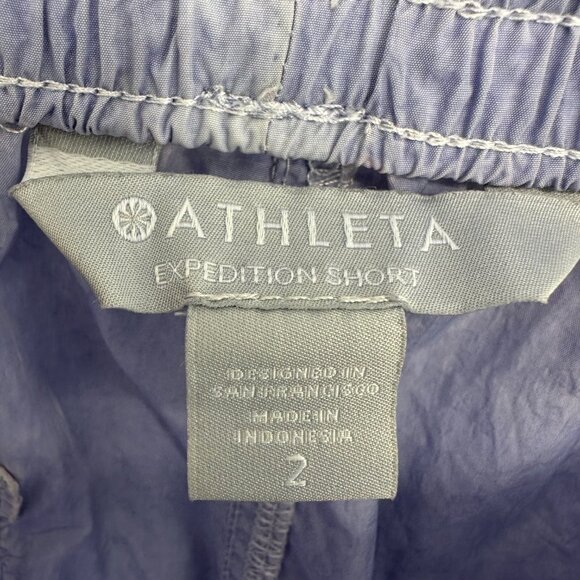 ATHLETA
EXPEDITION SHORT
DESIGNED IN
SAN FRANCISCO
MADE IN
INDONESIA
2